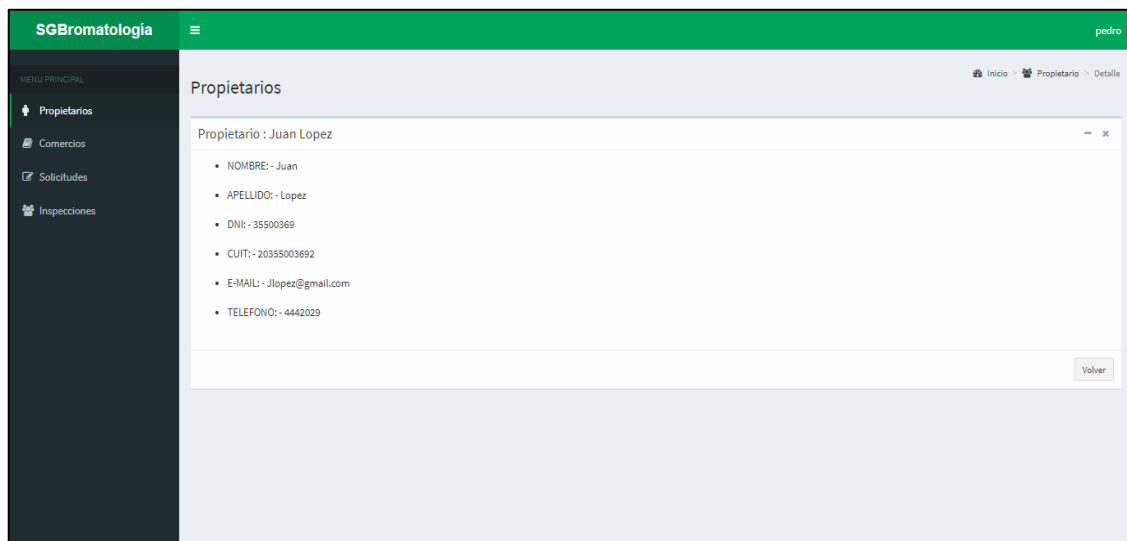 SGBromatología
pedro
MENU PRINCIPAL
Propietarios
Comercios
Solicitudes
Inspecciones
Propietarios
Inicio > Propietario > Detalle
Propietario : Juan Lopez
• NOMBRE: - Juan
• APELLIDO: - Lopez
• DNI: - 35500369
• CUIT: - 20355003692
• E-MAIL: - Jlopez@gmail.com
• TELEFONO: - 4442029
Volver